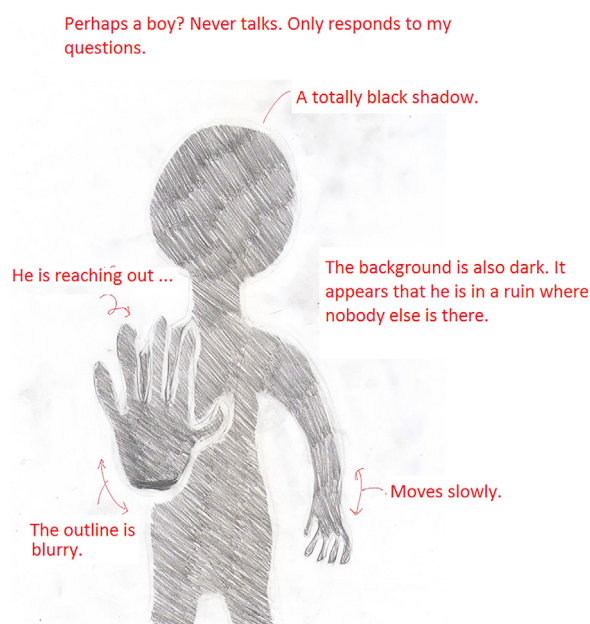 Perhaps a boy? Never talks. Only responds to my
questions.
A totally black shadow.
He is reaching out ...
The background is also dark. It
appears that he is in a ruin where
nobody else is there.
Moves slowly.
The outline is
blurry.